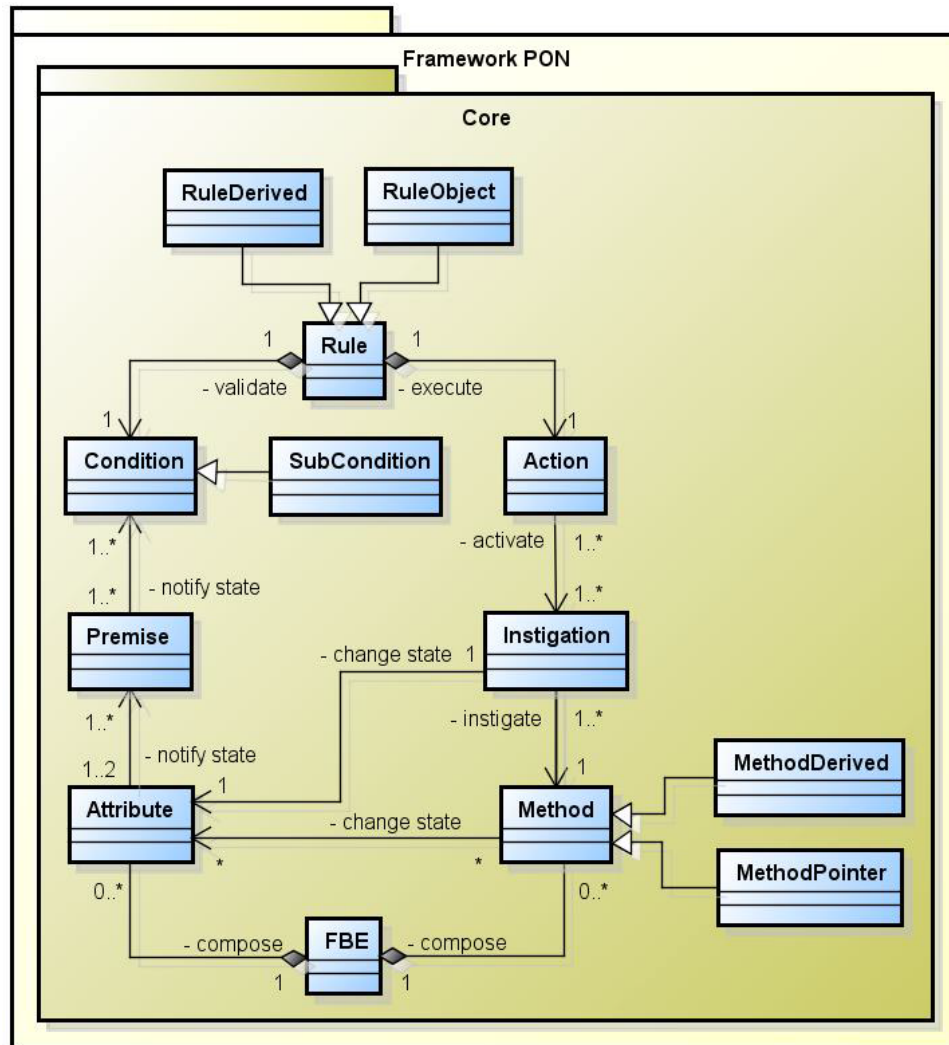 Framework PON
Core
RuleDerived
RuleObject
1
Rule
1
- validate
- execute
1
1
Condition
SubCondition
Action
1..*
- activate
1..*
- notify state
1..*
1..*
Premise
Instigation
- change state
1
1..*
- instigate
1..*
- notify state
1..2
1
1
MethodDerived
Attribute
Method
- change state
*
*
MethodPointer
0..*
0..*
- compose
FBE
- compose
1
1